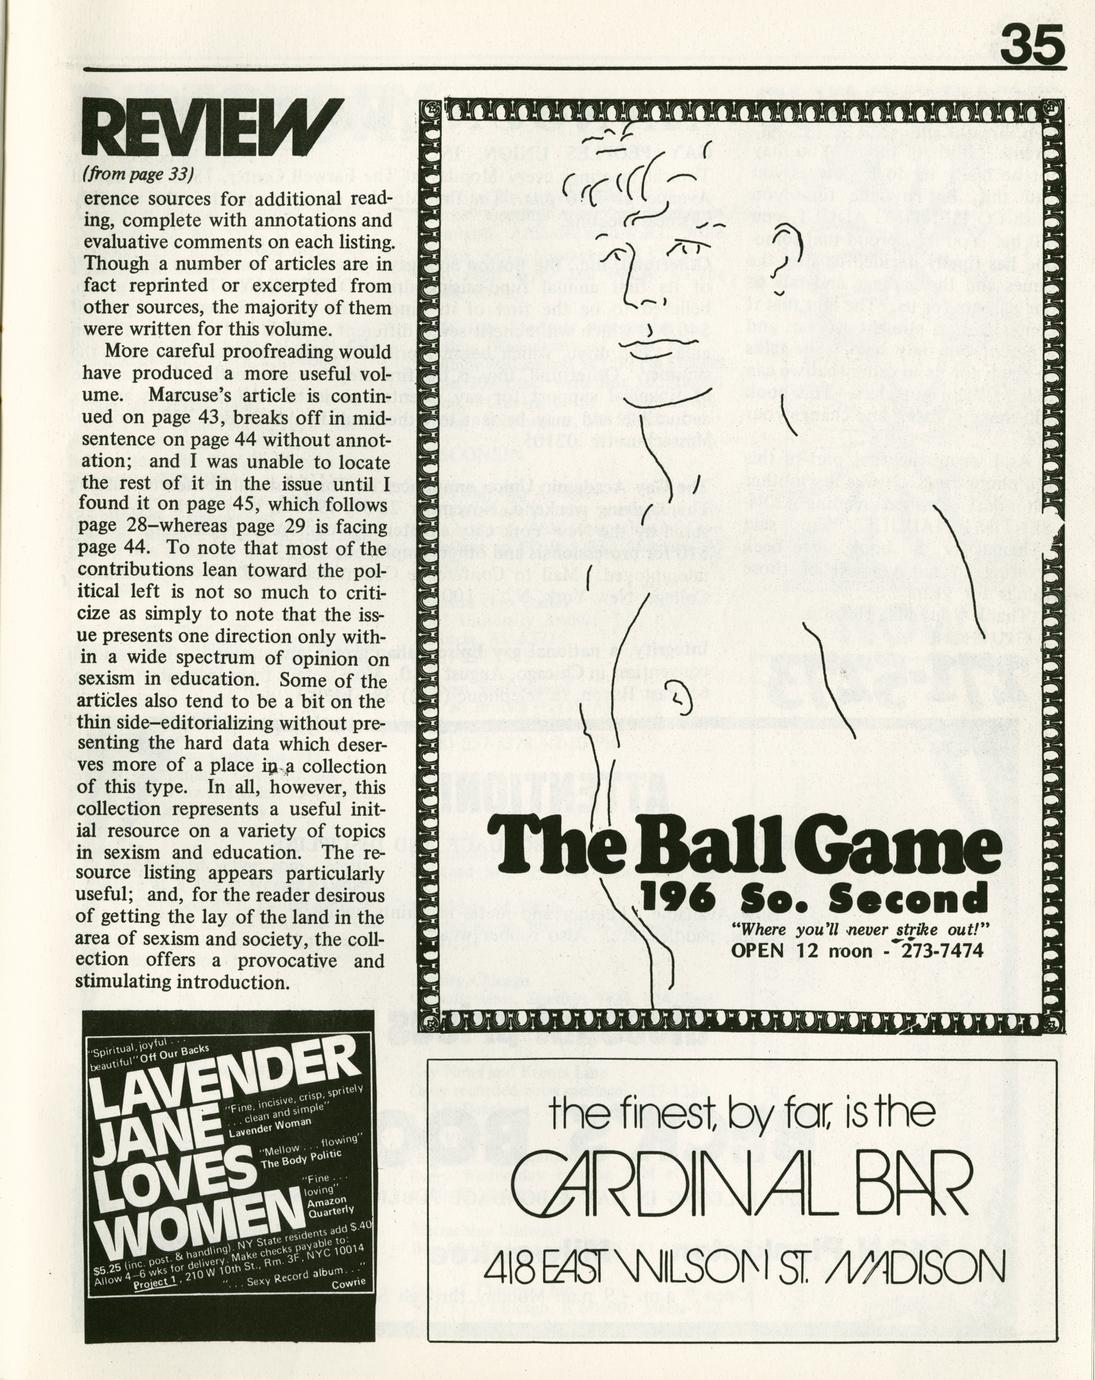 35
REVIEW
(from page 33)
erence sources for additional read-
ing, complete with annotations and
evaluative comments on each listing.
Though a number of articles are in
fact reprinted or excerpted from
other sources, the majority of them
were written for this volume.
More careful proofreading would
have produced a more useful vol-
ume. Marcuse's article is contin-
ued on page 43, breaks off in mid-
sentence on page 44 without annot-
ation; and I was unable to locate
the rest of it in the issue until I
found it on page 45, which follows
page 28—whereas page 29 is facing
page 44. To note that most of the
contributions lean toward the pol-
itical left is not so much to criti-
cize as simply to note that the iss-
ue presents one direction only with-
in a wide spectrum of opinion on
sexism in education. Some of the
articles also tend to be a bit on the
thin side—editorializing without pre-
senting the hard data which deser-
ves more of a place in a collection
of this type. In all, however, this
collection represents a useful init-
ial resource on a variety of topics
in sexism and education. The re-
source listing appears particularly
useful; and, for the reader desirous
of getting the lay of the land in the
area of sexism and society, the coll-
ection offers a provocative and
stimulating introduction.
"Spiritual, joyful . . .
beautiful" Off Our Backs
LAVENDER
JANE
LOVES
WOMEN
"Fine, incisive, crisp, spritely
. . . clean and simple"
Lavender Woman
"Mellow . . . flowing"
The Body Politic
"Fine . . .
loving"
Amazon
Quarterly
$5.25 (inc. post. & handling). NY State residents add $.40
Allow 4–6 wks for delivery. Make checks payable to:
Project 1, 210 W 10th St., Rm. 3F, NYC 10014
". . . Sexy Record album. . ."
Cowrie
The Ball Game
196 So. Second
"Where you'll never strike out!"
OPEN 12 noon - 273-7474
the finest, by far, is the
CARDINAL BAR
418 EAST WILSON ST. MADISON